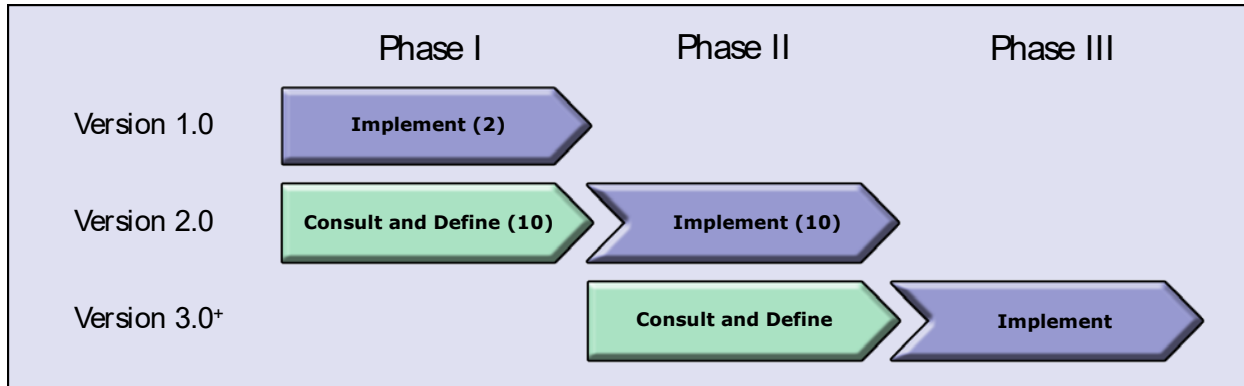 Phase I Phase II Phase III
Version 1.0 Implement (2)
Version 2.0 Consult and Define (10) Implement (10)
Version 3.0+ Consult and Define Implement